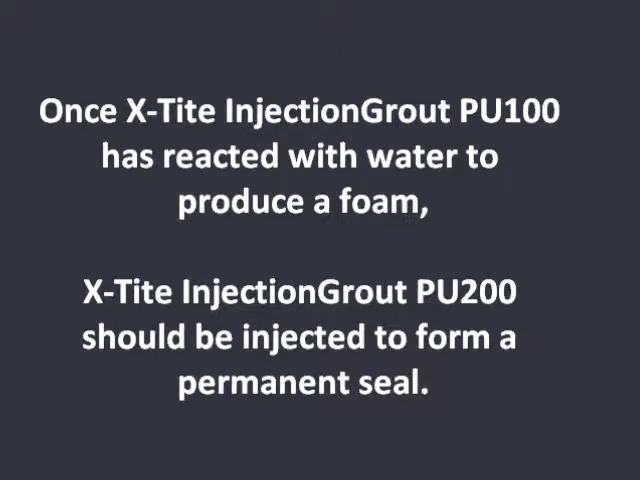 Once X-Tite InjectionGrout PU100
has reacted with water to
produce a foam,
X-Tite InjectionGrout PU200
should be injected to form a
permanent seal.